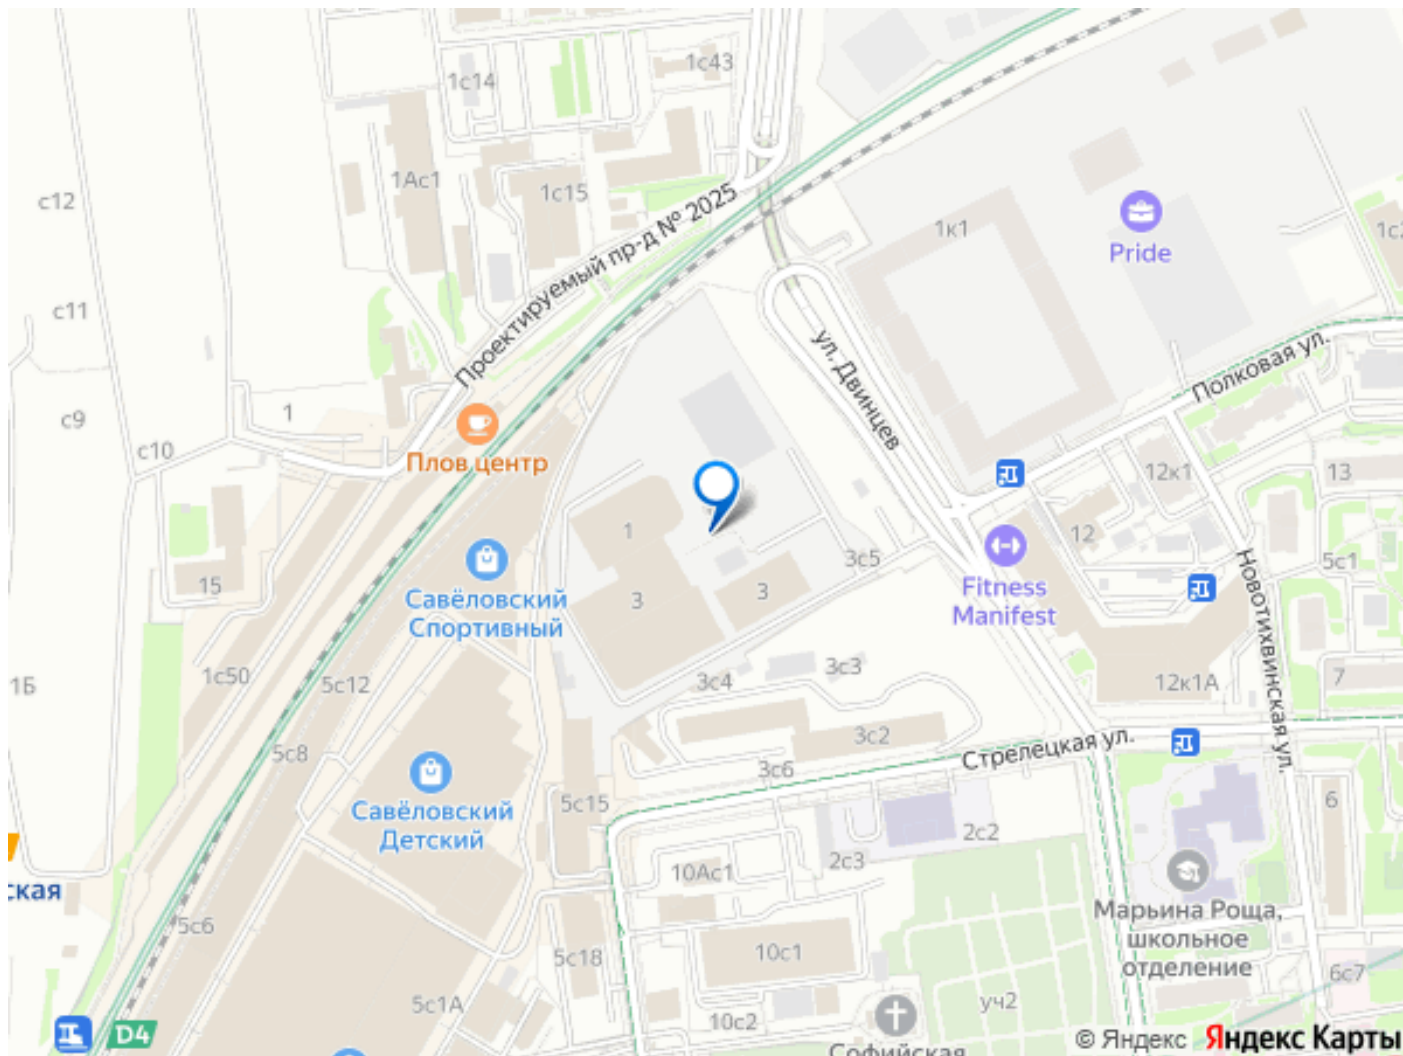 1с43
1с14
1Ас1
1с15
с12
1к1
1с2
Pride
Проектируемый пр-д № 2025
с11
ул. Двинцев
Полковая ул.
с9
1
с10
Плов центр
12к1
13
1
12
3с5
5с1
15
Савёловский
Спортивный
3
3
Fitness
Manifest
Новотихвинская ул.
1Б
1с50
5с12
3с4
3с3
12к1А
7
5с8
3с2
Стрелецкая ул.
3с6
Савёловский
Детский
5с15
2с2
6
2с3
ская
10Ас1
5с6
Марьина Роща,
школьное
отделение
5с18
10с1
6с7
5с1А
уч2
10с2
D4
Софийская
© Яндекс Яндекс Карты